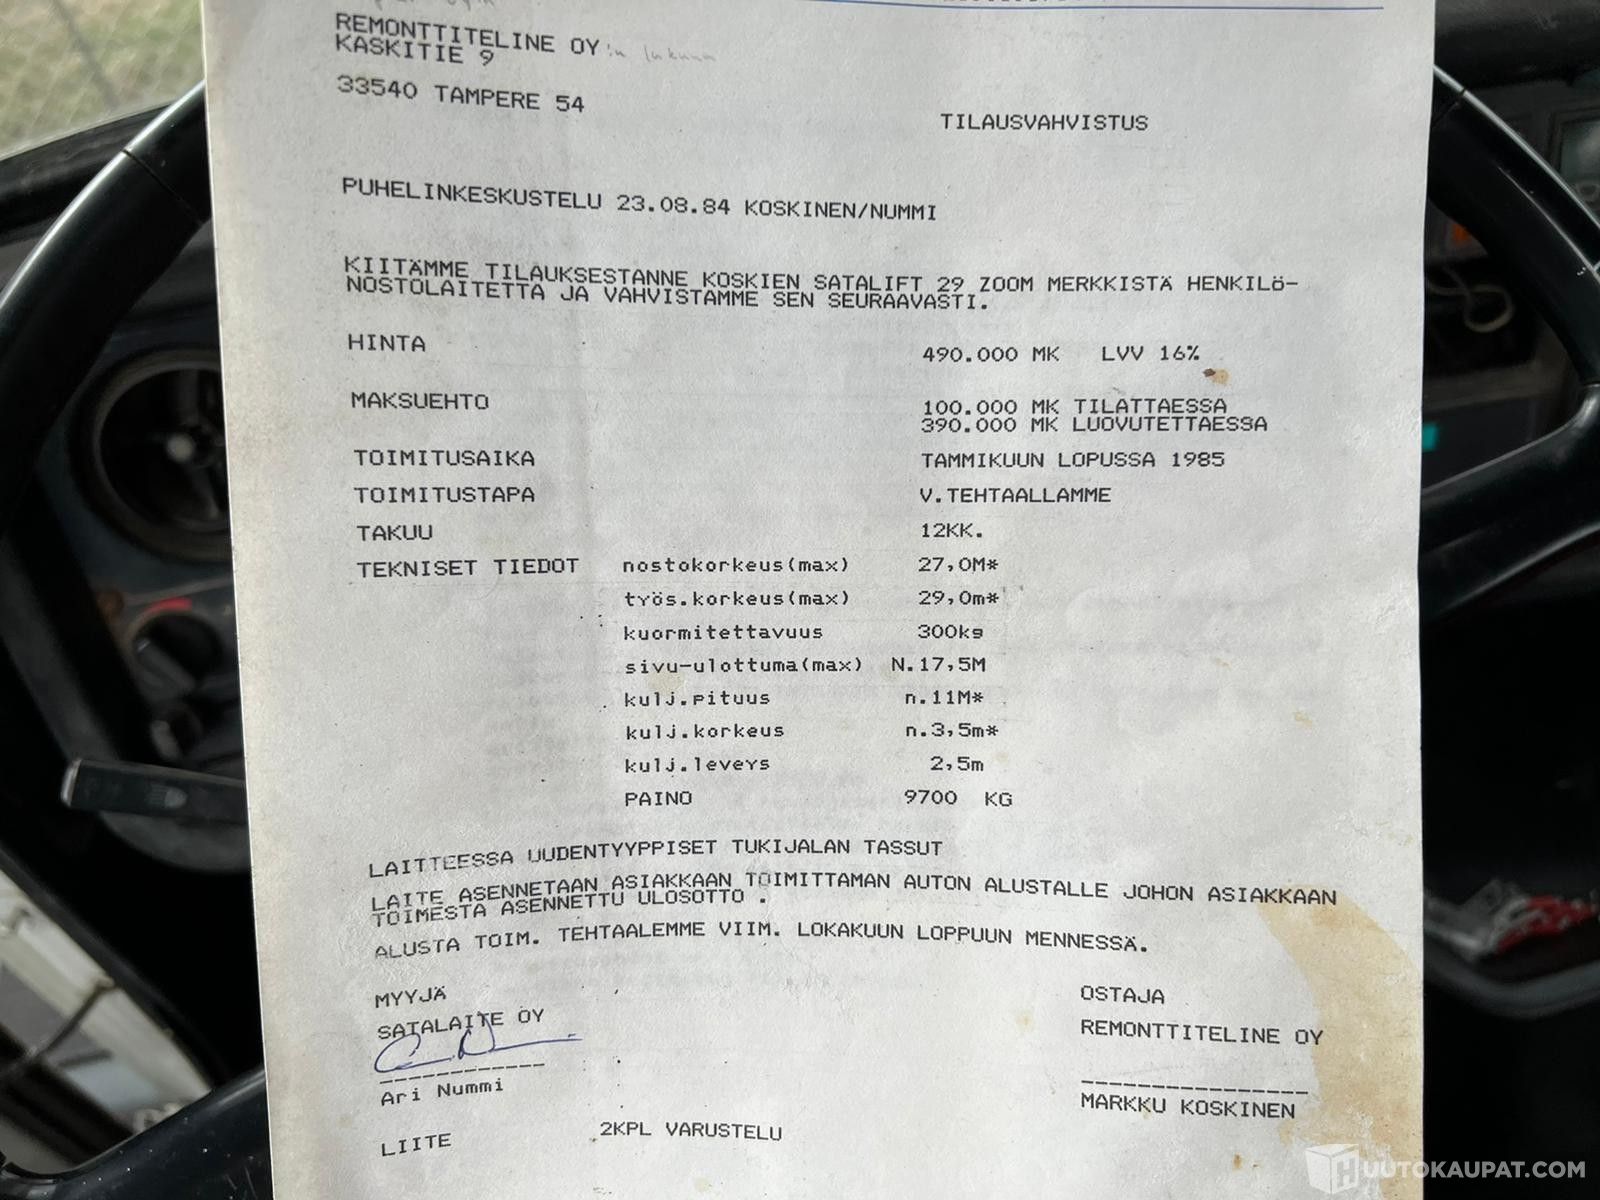 REMONTTITELINE OY:n lukuun
KASKITIE 9
33540 TAMPERE 54
TILAUSVAHVISTUS
PUHELINKESKUSTELU 23.08.84 KOSKINEN/NUMMI
KIITÄMME TILAUKSESTANNE KOSKIEN SATALIFT 29 ZOOM MERKKISTÄ HENKILÖ-
NOSTOLAITETTA JA VAHVISTAMME SEN SEURAAVASTI.
HINTA 490.000 MK LVV 16%
MAKSUEHTO 100.000 MK TILATTAESSA
390.000 MK LUOVUTETTAESSA
TOIMITUSAIKA TAMMIKUUN LOPUSSA 1985
TOIMITUSTAPA V.TEHTAALLAMME
TAKUU 12KK.
TEKNISET TIEDOT nostokorkeus(max) 27,0M*
työs.korkeus(max) 29,0m*
kuormitettavuus 300kg
sivu-ulottuma(max) N.17,5M
kulj.pituus n.11M*
kulj.korkeus n.3,5m*
kulj.leveys 2,5m
PAINO 9700 KG
LAITTEESSA UUDENTYYPPISET TUKIJALAN TASSUT
LAITE ASENNETAAN ASIAKKAAN TOIMITTAMAN AUTON ALUSTALLE JOHON ASIAKKAAN
TOIMESTA ASENNETTU ULOSOTTO .
ALUSTA TOIM. TEHTAALEMME VIIM. LOKAKUUN LOPPUUN MENNESSÄ.
MYYJÄ OSTAJA
SATALAITE OY REMONTTITELINE OY
Ari Nummi MARKKU KOSKINEN
LIITE 2KPL VARUSTELU
HUUTOKAUPAT.COM